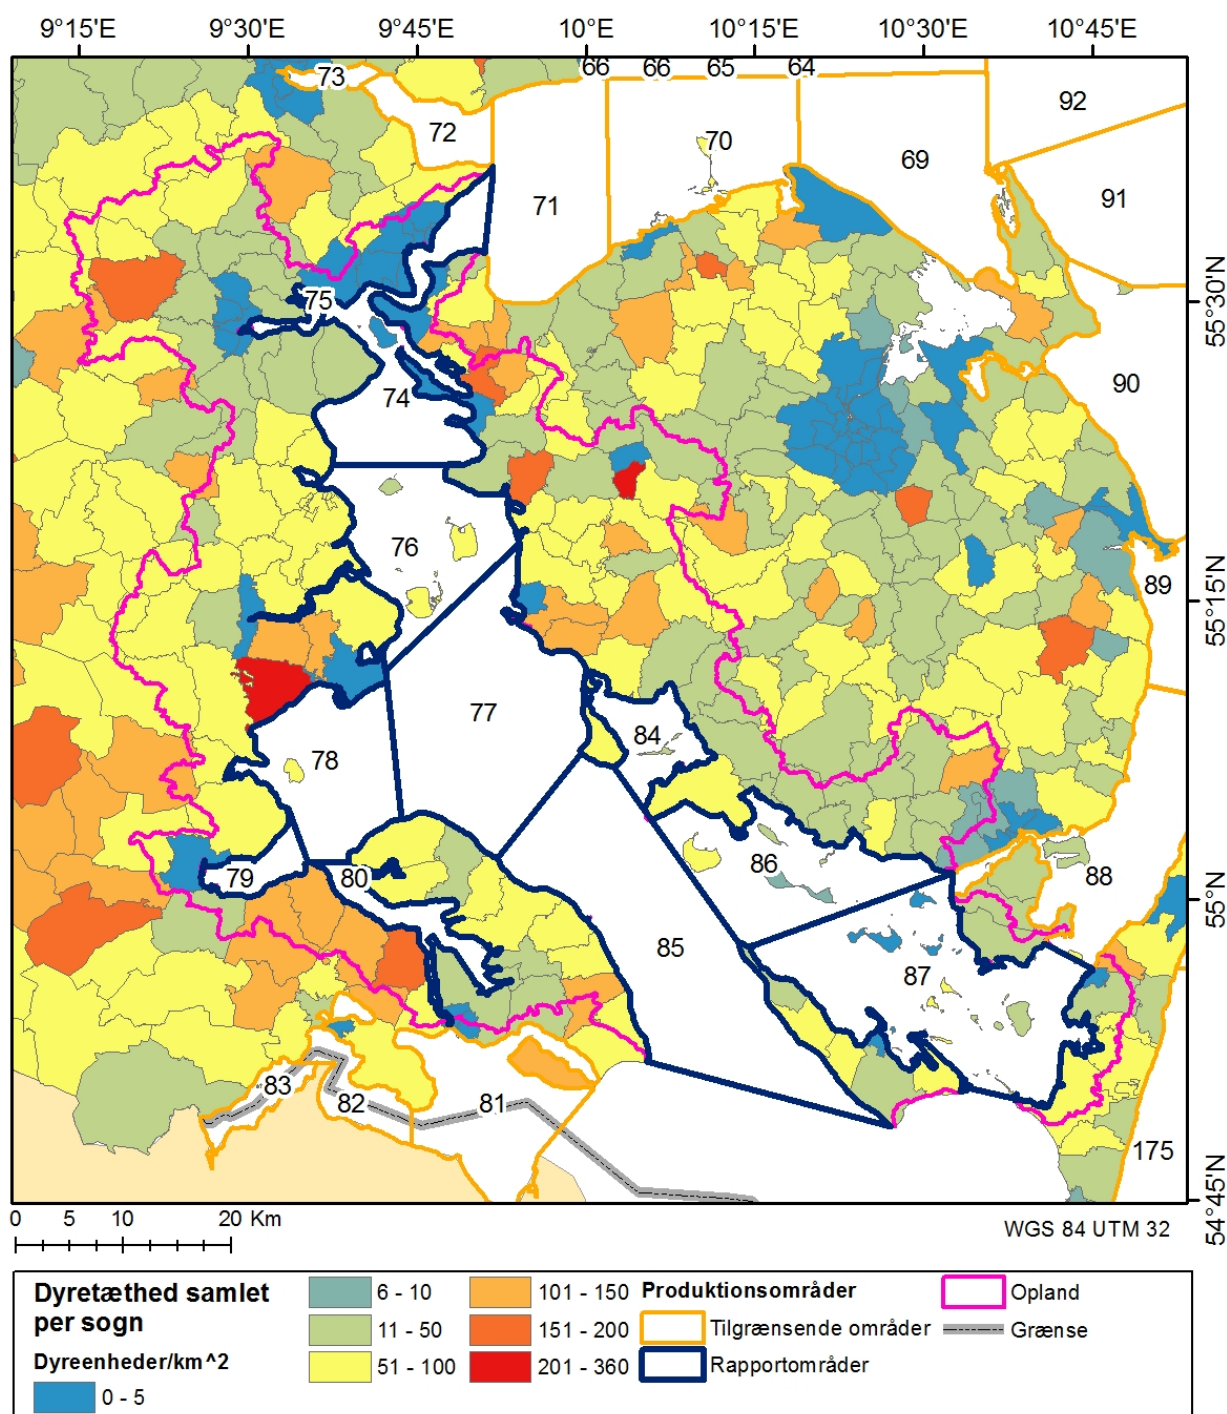 9°15'E 9°30'E 9°45'E 10°0'E 10°15'E 10°30'E 10°45'E
73 66 66 65 64
92
72 70 69
91
71
55°30'N
75
90
74
76
89
55°15'N
77
84
78
86
79 80 88
55°N
85 87
83 82 81
175
54°45'N
0 5 10 20 Km
WGS 84 UTM 32
Dyretæthed samlet
per sogn
Dyreenheder/km^2
0 - 5
6 - 10
11 - 50
51 - 100
101 - 150
151 - 200
201 - 360
Produktionsområder
Tilgrænsende områder
Rapportområder
Opland
Grænse